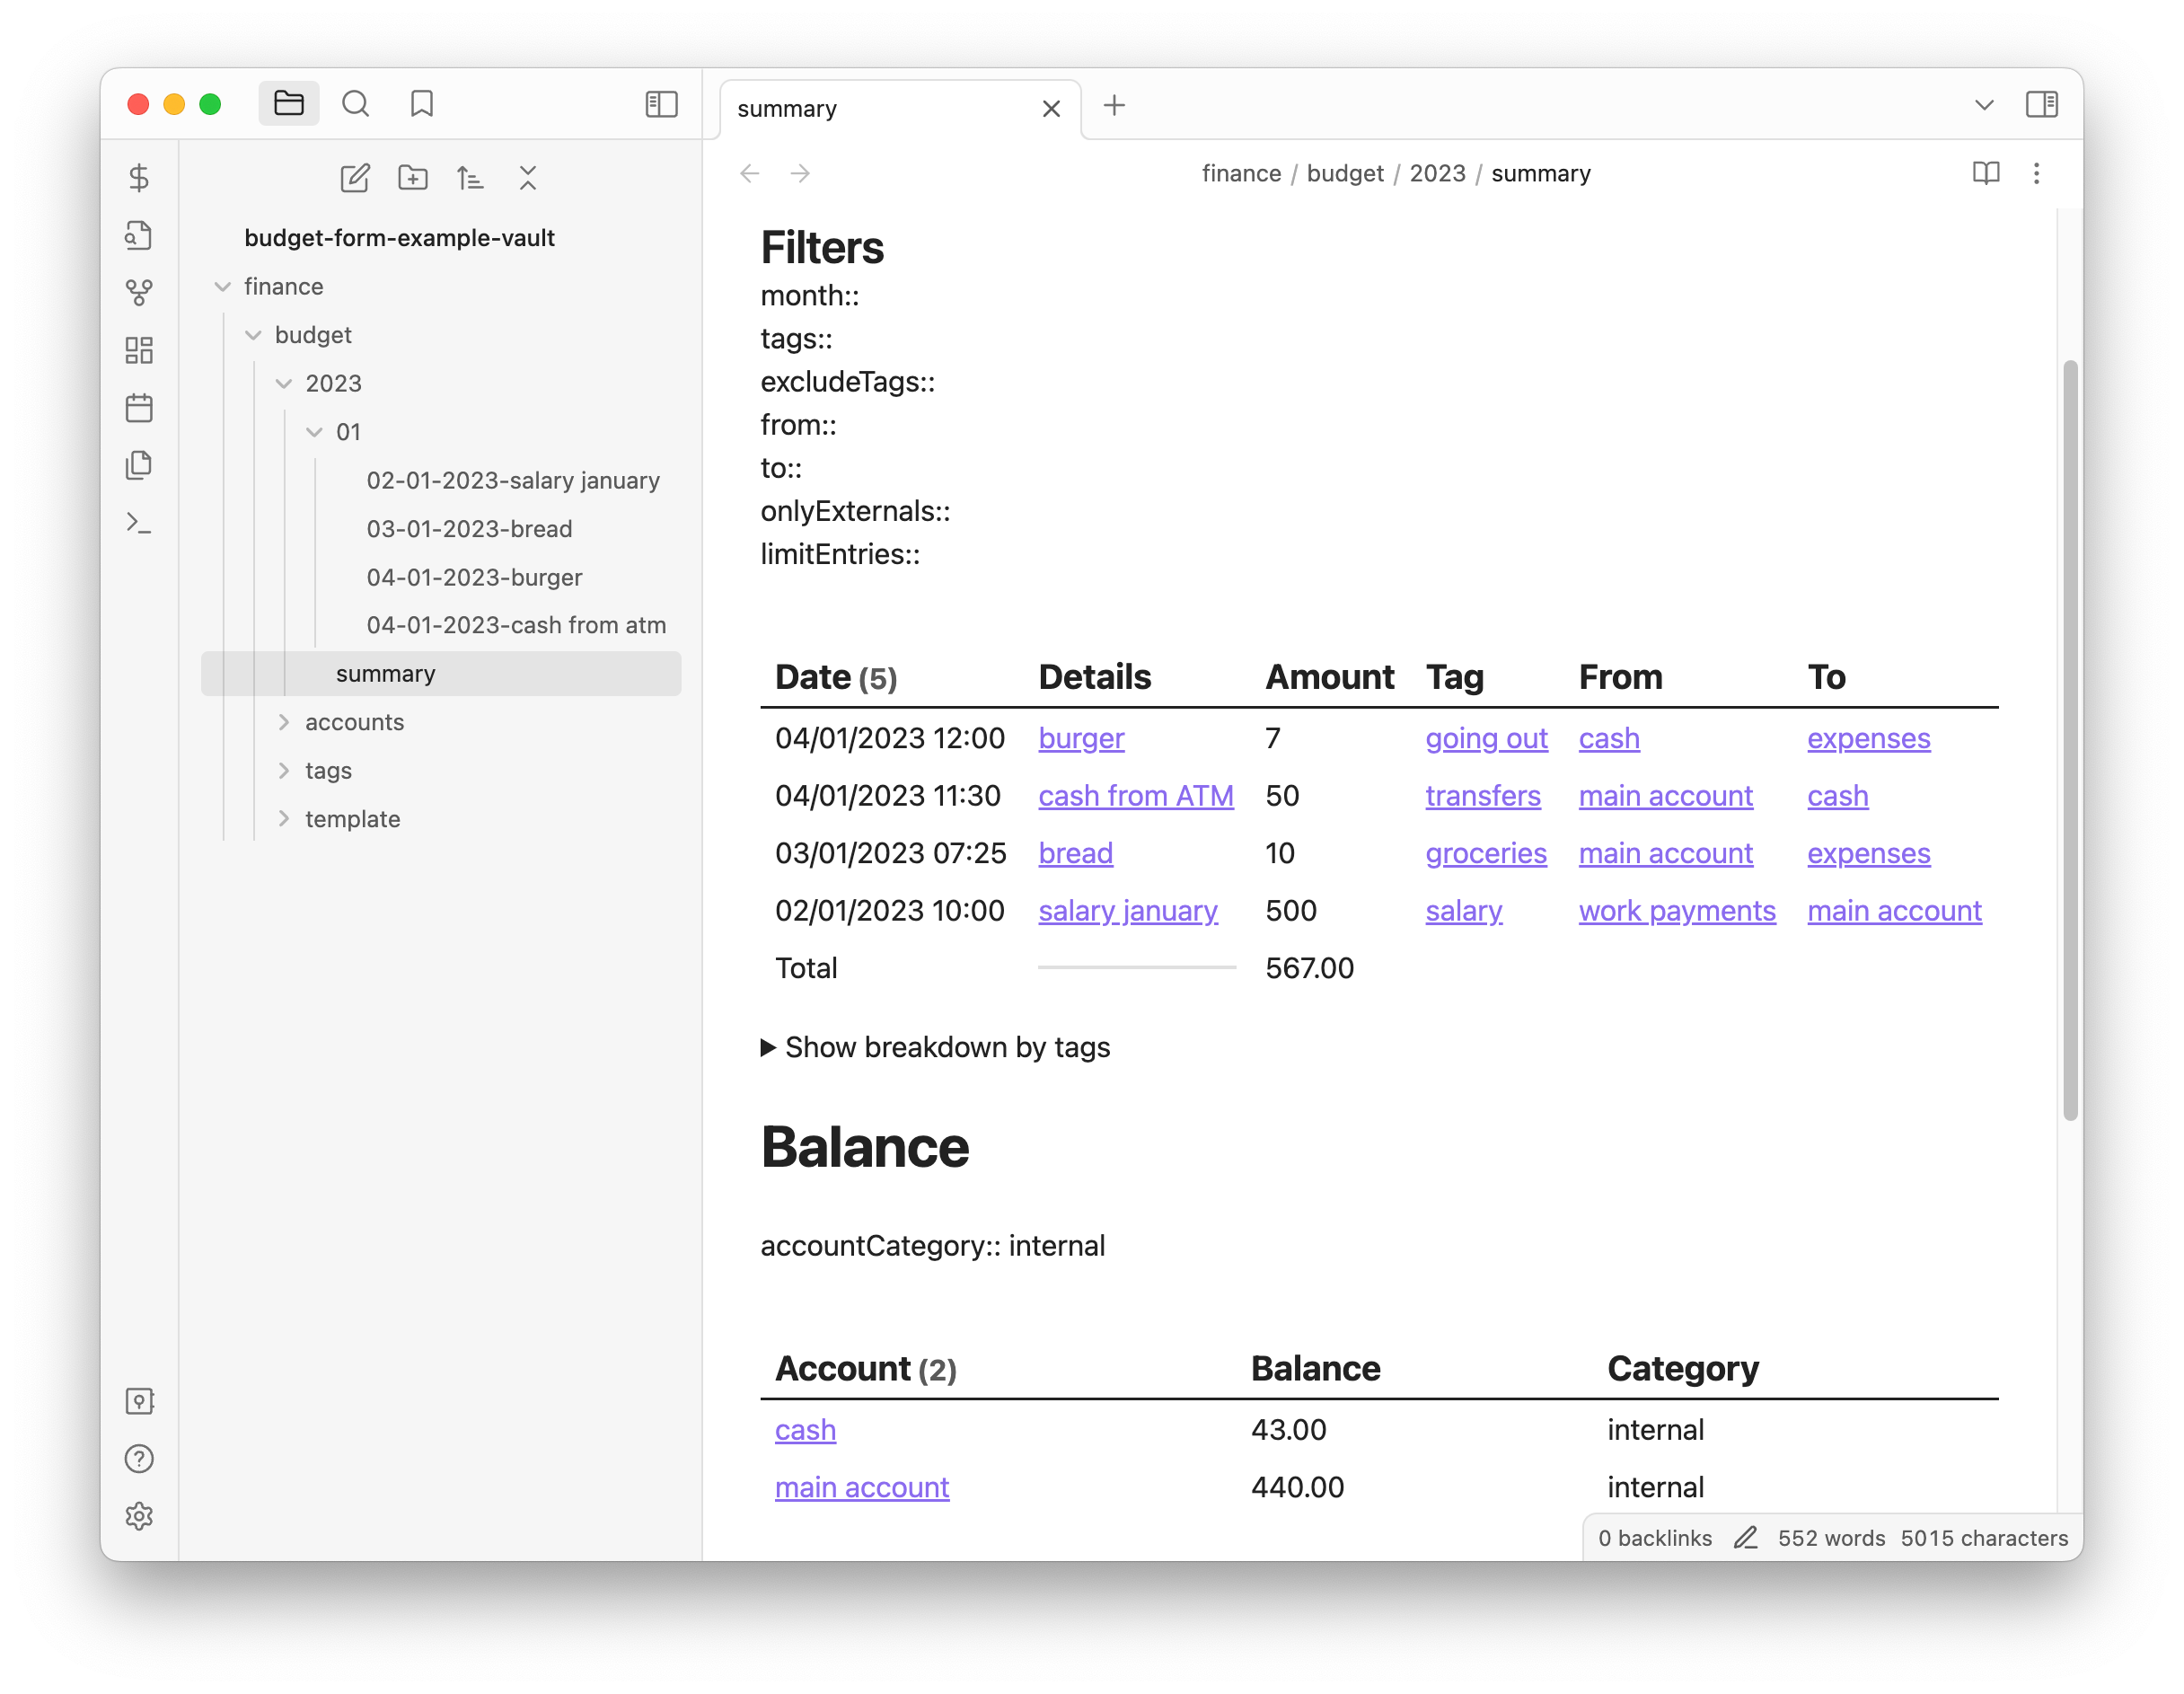 summary
finance / budget / 2023 / summary
budget-form-example-vault
finance
budget
2023
01
02-01-2023-salary january
03-01-2023-bread
04-01-2023-burger
04-01-2023-cash from atm
summary
accounts
tags
template
Filters
month::
tags::
excludeTags::
from::
to::
onlyExternals::
limitEntries::
Date (5) Details Amount Tag From To
04/01/2023 12:00 burger 7 going out cash expenses
04/01/2023 11:30 cash from ATM 50 transfers main account cash
03/01/2023 07:25 bread 10 groceries main account expenses
02/01/2023 10:00 salary january 500 salary work payments main account
Total 567.00
Show breakdown by tags
Balance
accountCategory:: internal
Account (2) Balance Category
cash 43.00 internal
main account 440.00 internal
0 backlinks 552 words 5015 characters